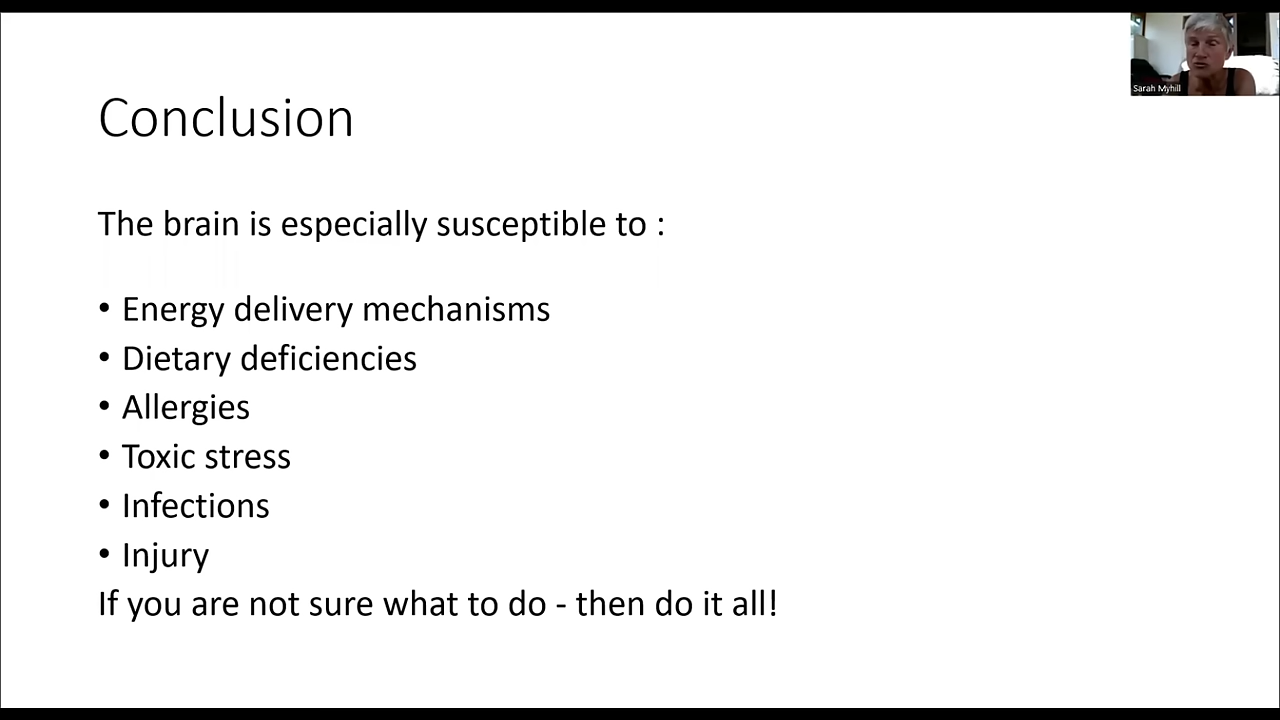 Sarah Myhill
Conclusion
The brain is especially susceptible to :
• Energy delivery mechanisms
• Dietary deficiencies
• Allergies
• Toxic stress
• Infections
• Injury
If you are not sure what to do - then do it all!